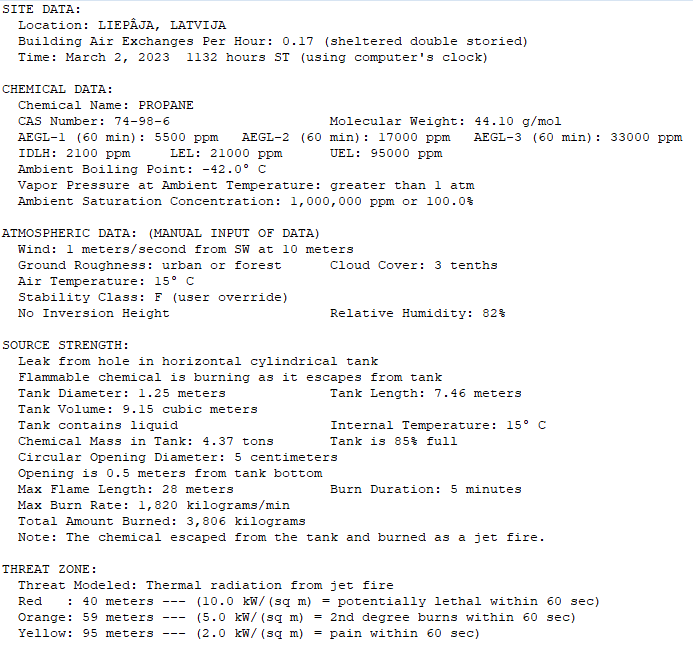 SITE DATA:
Location: LIEPÂJA, LATVIJA
Building Air Exchanges Per Hour: 0.17 (sheltered double storied)
Time: March 2, 2023 1132 hours ST (using computer's clock)
CHEMICAL DATA:
Chemical Name: PROPANE
CAS Number: 74-98-6 Molecular Weight: 44.10 g/mol
AEGL-1 (60 min): 5500 ppm AEGL-2 (60 min): 17000 ppm AEGL-3 (60 min): 33000 ppm
IDLH: 2100 ppm LEL: 21000 ppm UEL: 95000 ppm
Ambient Boiling Point: -42.0° C
Vapor Pressure at Ambient Temperature: greater than 1 atm
Ambient Saturation Concentration: 1,000,000 ppm or 100.0%
ATMOSPHERIC DATA: (MANUAL INPUT OF DATA)
Wind: 1 meters/second from SW at 10 meters
Ground Roughness: urban or forest Cloud Cover: 3 tenths
Air Temperature: 15° C
Stability Class: F (user override)
No Inversion Height Relative Humidity: 82%
SOURCE STRENGTH:
Leak from hole in horizontal cylindrical tank
Flammable chemical is burning as it escapes from tank
Tank Diameter: 1.25 meters Tank Length: 7.46 meters
Tank Volume: 9.15 cubic meters
Tank contains liquid Internal Temperature: 15° C
Chemical Mass in Tank: 4.37 tons Tank is 85% full
Circular Opening Diameter: 5 centimeters
Opening is 0.5 meters from tank bottom
Max Flame Length: 28 meters Burn Duration: 5 minutes
Max Burn Rate: 1,820 kilograms/min
Total Amount Burned: 3,806 kilograms
Note: The chemical escaped from the tank and burned as a jet fire.
THREAT ZONE:
Threat Modeled: Thermal radiation from jet fire
Red : 40 meters --- (10.0 kW/(sq m) = potentially lethal within 60 sec)
Orange: 59 meters --- (5.0 kW/(sq m) = 2nd degree burns within 60 sec)
Yellow: 95 meters --- (2.0 kW/(sq m) = pain within 60 sec)